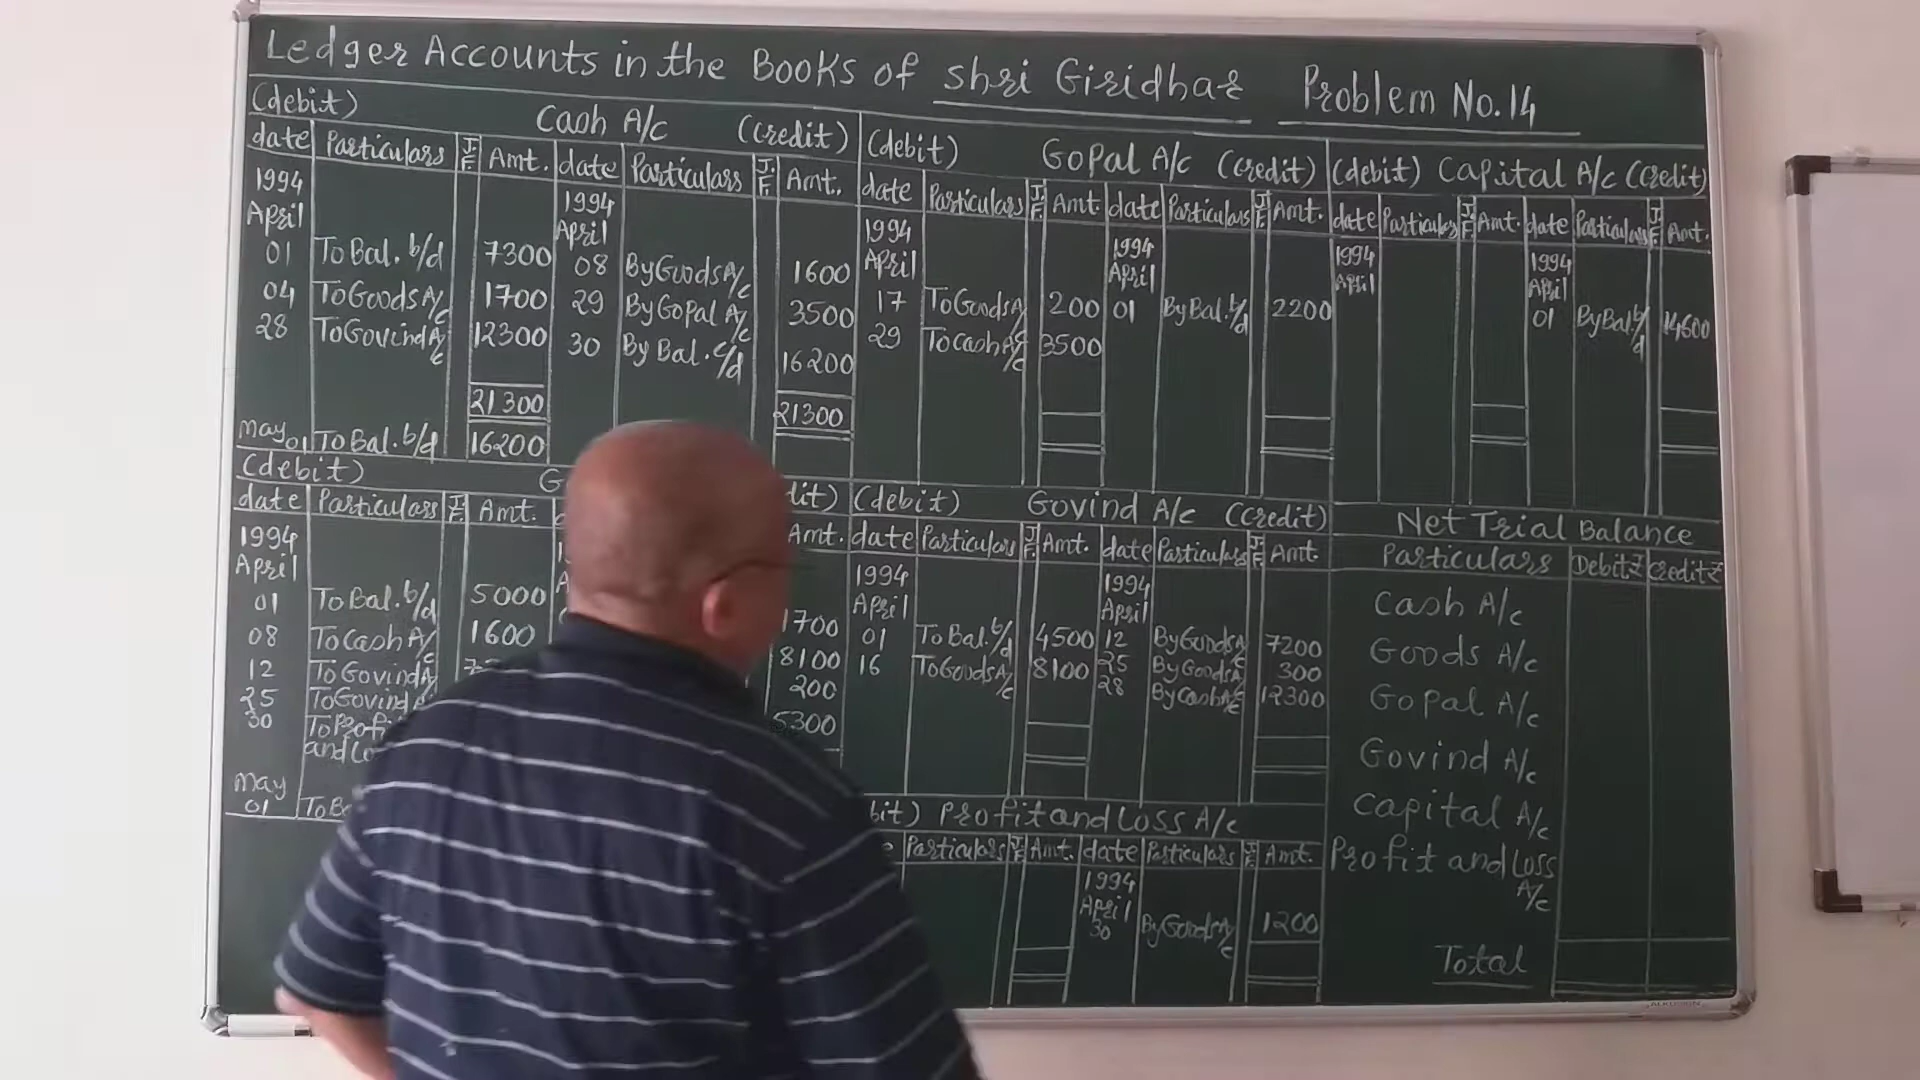 Ledger Accounts in the Books of Shri Giridhar Problem No.14
(debit) Cash A/c (credit)
date Particulars J.F. Amt. date Particulars J.F. Amt.
1994 April 1994 April
01 To Bal. b/d 7300 08 By Goods A/c 1600
04 To Goods A/c 1700 29 By Gopal A/c 3500
28 To Govind A/c 12300 30 By Bal. c/d 16200
21300 21300
May 01 To Bal. b/d 16200
(debit) Gopal A/c (credit)
date Particulars J.F. Amt. date Particulars J.F. Amt.
1994 April 1994 April
17 To Goods A/c 200 01 By Bal. b/d 2200
29 To cash A/c 3500
(debit) Capital A/c (credit)
date Particulars J.F. Amt. date Particulars J.F. Amt.
1994 April 1994 April
01 By Bal. b/d 14600
(debit) G
date Particulars J.F. Amt. Amt.
1994 April
01 To Bal. b/d 5000 1700
08 To Cash A/c 1600 8100
12 To Govind A/c 200
25 To Govind 5300
30 To Profit
and Lo
May
01 To Ba
(debit) Govind A/c (credit)
date Particulars J.F. Amt. date Particulars J.F. Amt.
1994 April 1994 April
01 To Bal. b/d 4500 12 By Goods A/c 7200
16 To Goods A/c 8100 25 By Goods A/c 300
28 By Cash A/c 12300
bit) Profit and Loss A/c
Particulars J.F. Amt. date Particulars J.F. Amt.
1994
April
30 By Goods A/c 1200
Net Trial Balance
Particulars Debit₹ Credit₹
Cash A/c
Goods A/c
Gopal A/c
Govind A/c
Capital A/c
Profit and Loss
A/c
Total